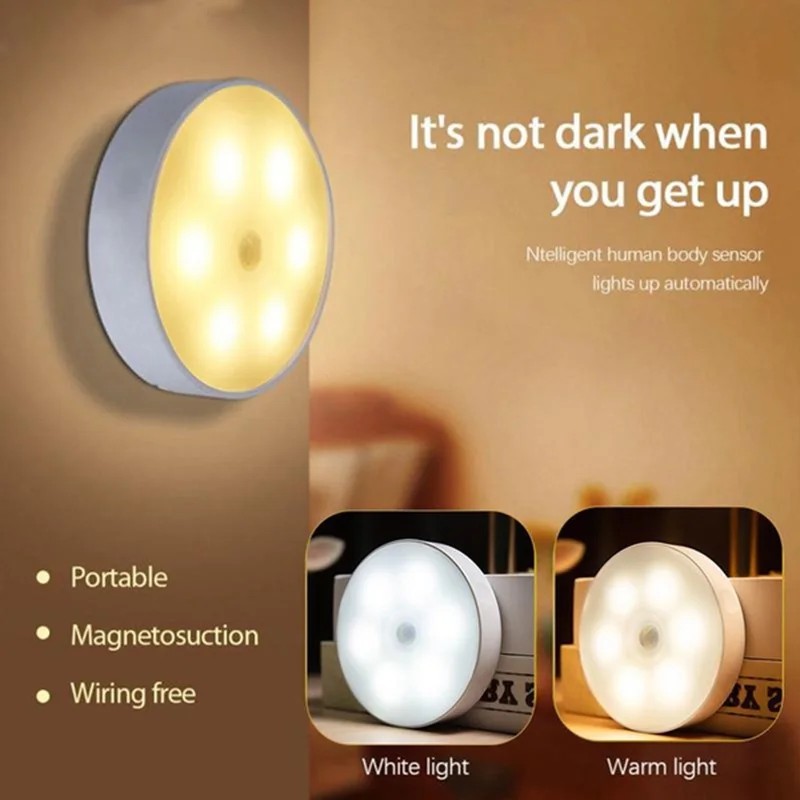 It's not dark when
you get up
Ntelligent human body sensor
lights up automatically
Portable
Magnetosuction
Wiring free
White light
Warm light